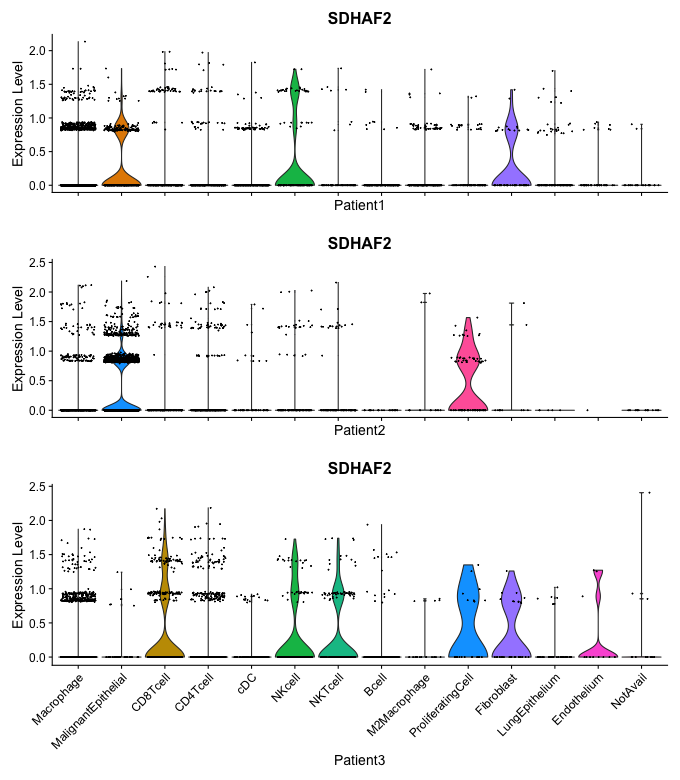 SDHAF2
Expression Level
2.0
1.5
1.0
0.5
0.0
Patient1
SDHAF2
Expression Level
2.5
2.0
1.5
1.0
0.5
0.0
Patient2
SDHAF2
Expression Level
2.5
2.0
1.5
1.0
0.5
0.0
Macrophage
MalignantEpithelial
CD8Tcell
CD4Tcell
cDC
NKcell
NKTcell
Bcell
M2Macrophage
ProliferatingCell
Fibroblast
LungEpithelium
Endothelium
NotAvail
Patient3